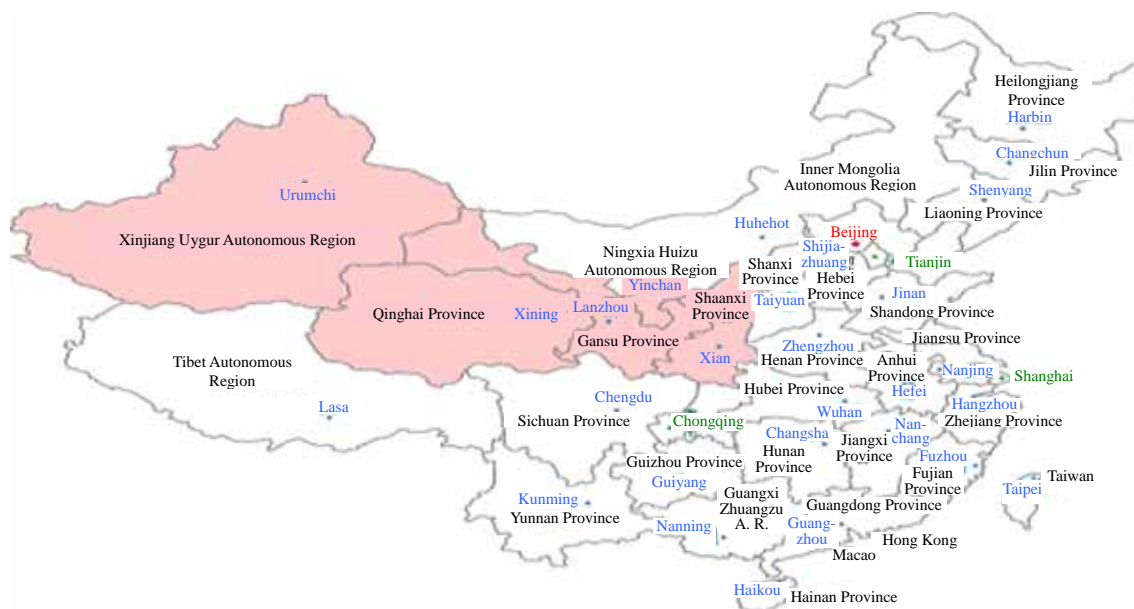 Heilongjiang
Province
Harbin
Changchun
Jilin Province
Inner Mongolia
Autonomous Region
Shenyang
Liaoning Province
Urumchi
Huhehot
Beijing
Xinjiang Uygur Autonomous Region
Ningxia Huizu
Autonomous Region
Yinchan
Shijia-
zhuang
Tianjin
Shanxi
Province
Hebei
Province
Taiyuan
Jinan
Shandong Province
Qinghai Province
Xining
Lanzhou
Shaanxi
Province
Gansu Province
Xian
Zhengzhou
Henan Province
Jiangsu Province
Anhui
Province
Nanjing
Shanghai
Hefei
Tibet Autonomous
Region
Lasa
Chengdu
Sichuan Province
Chongqing
Hubei Province
Wuhan
Hangzhou
Zhejiang Province
Changsha
Hunan
Province
Jiangxi
Province
Nan-
chang
Fuzhou
Fujian
Province
Guizhou Province
Guiyang
Kunming
Yunnan Province
Guangxi
Zhuangzu
A. R.
Nanning
Guangdong Province
Guang-
zhou
Taipei
Taiwan
Hong Kong
Macao
Haikou
Hainan Province